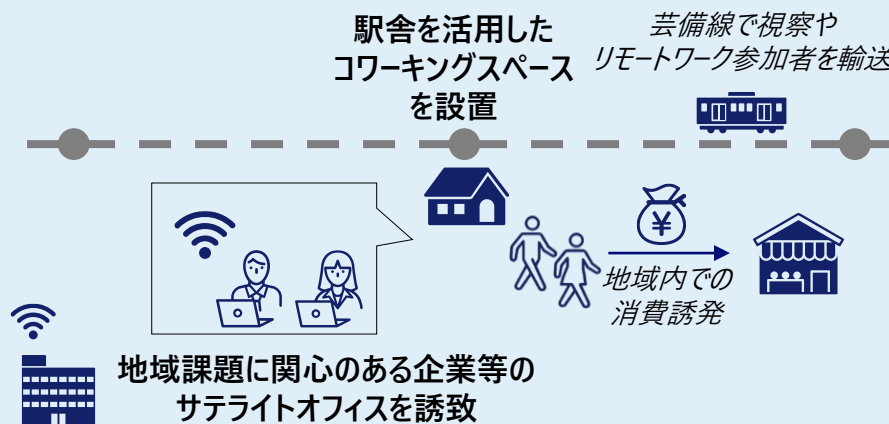 駅舎を活用した
コワーキングスペース
を設置
芸備線で視察や
リモートワーク参加者を輸送
¥
地域内での
消費誘発
地域課題に関心のある企業等の
サテライトオフィスを誘致